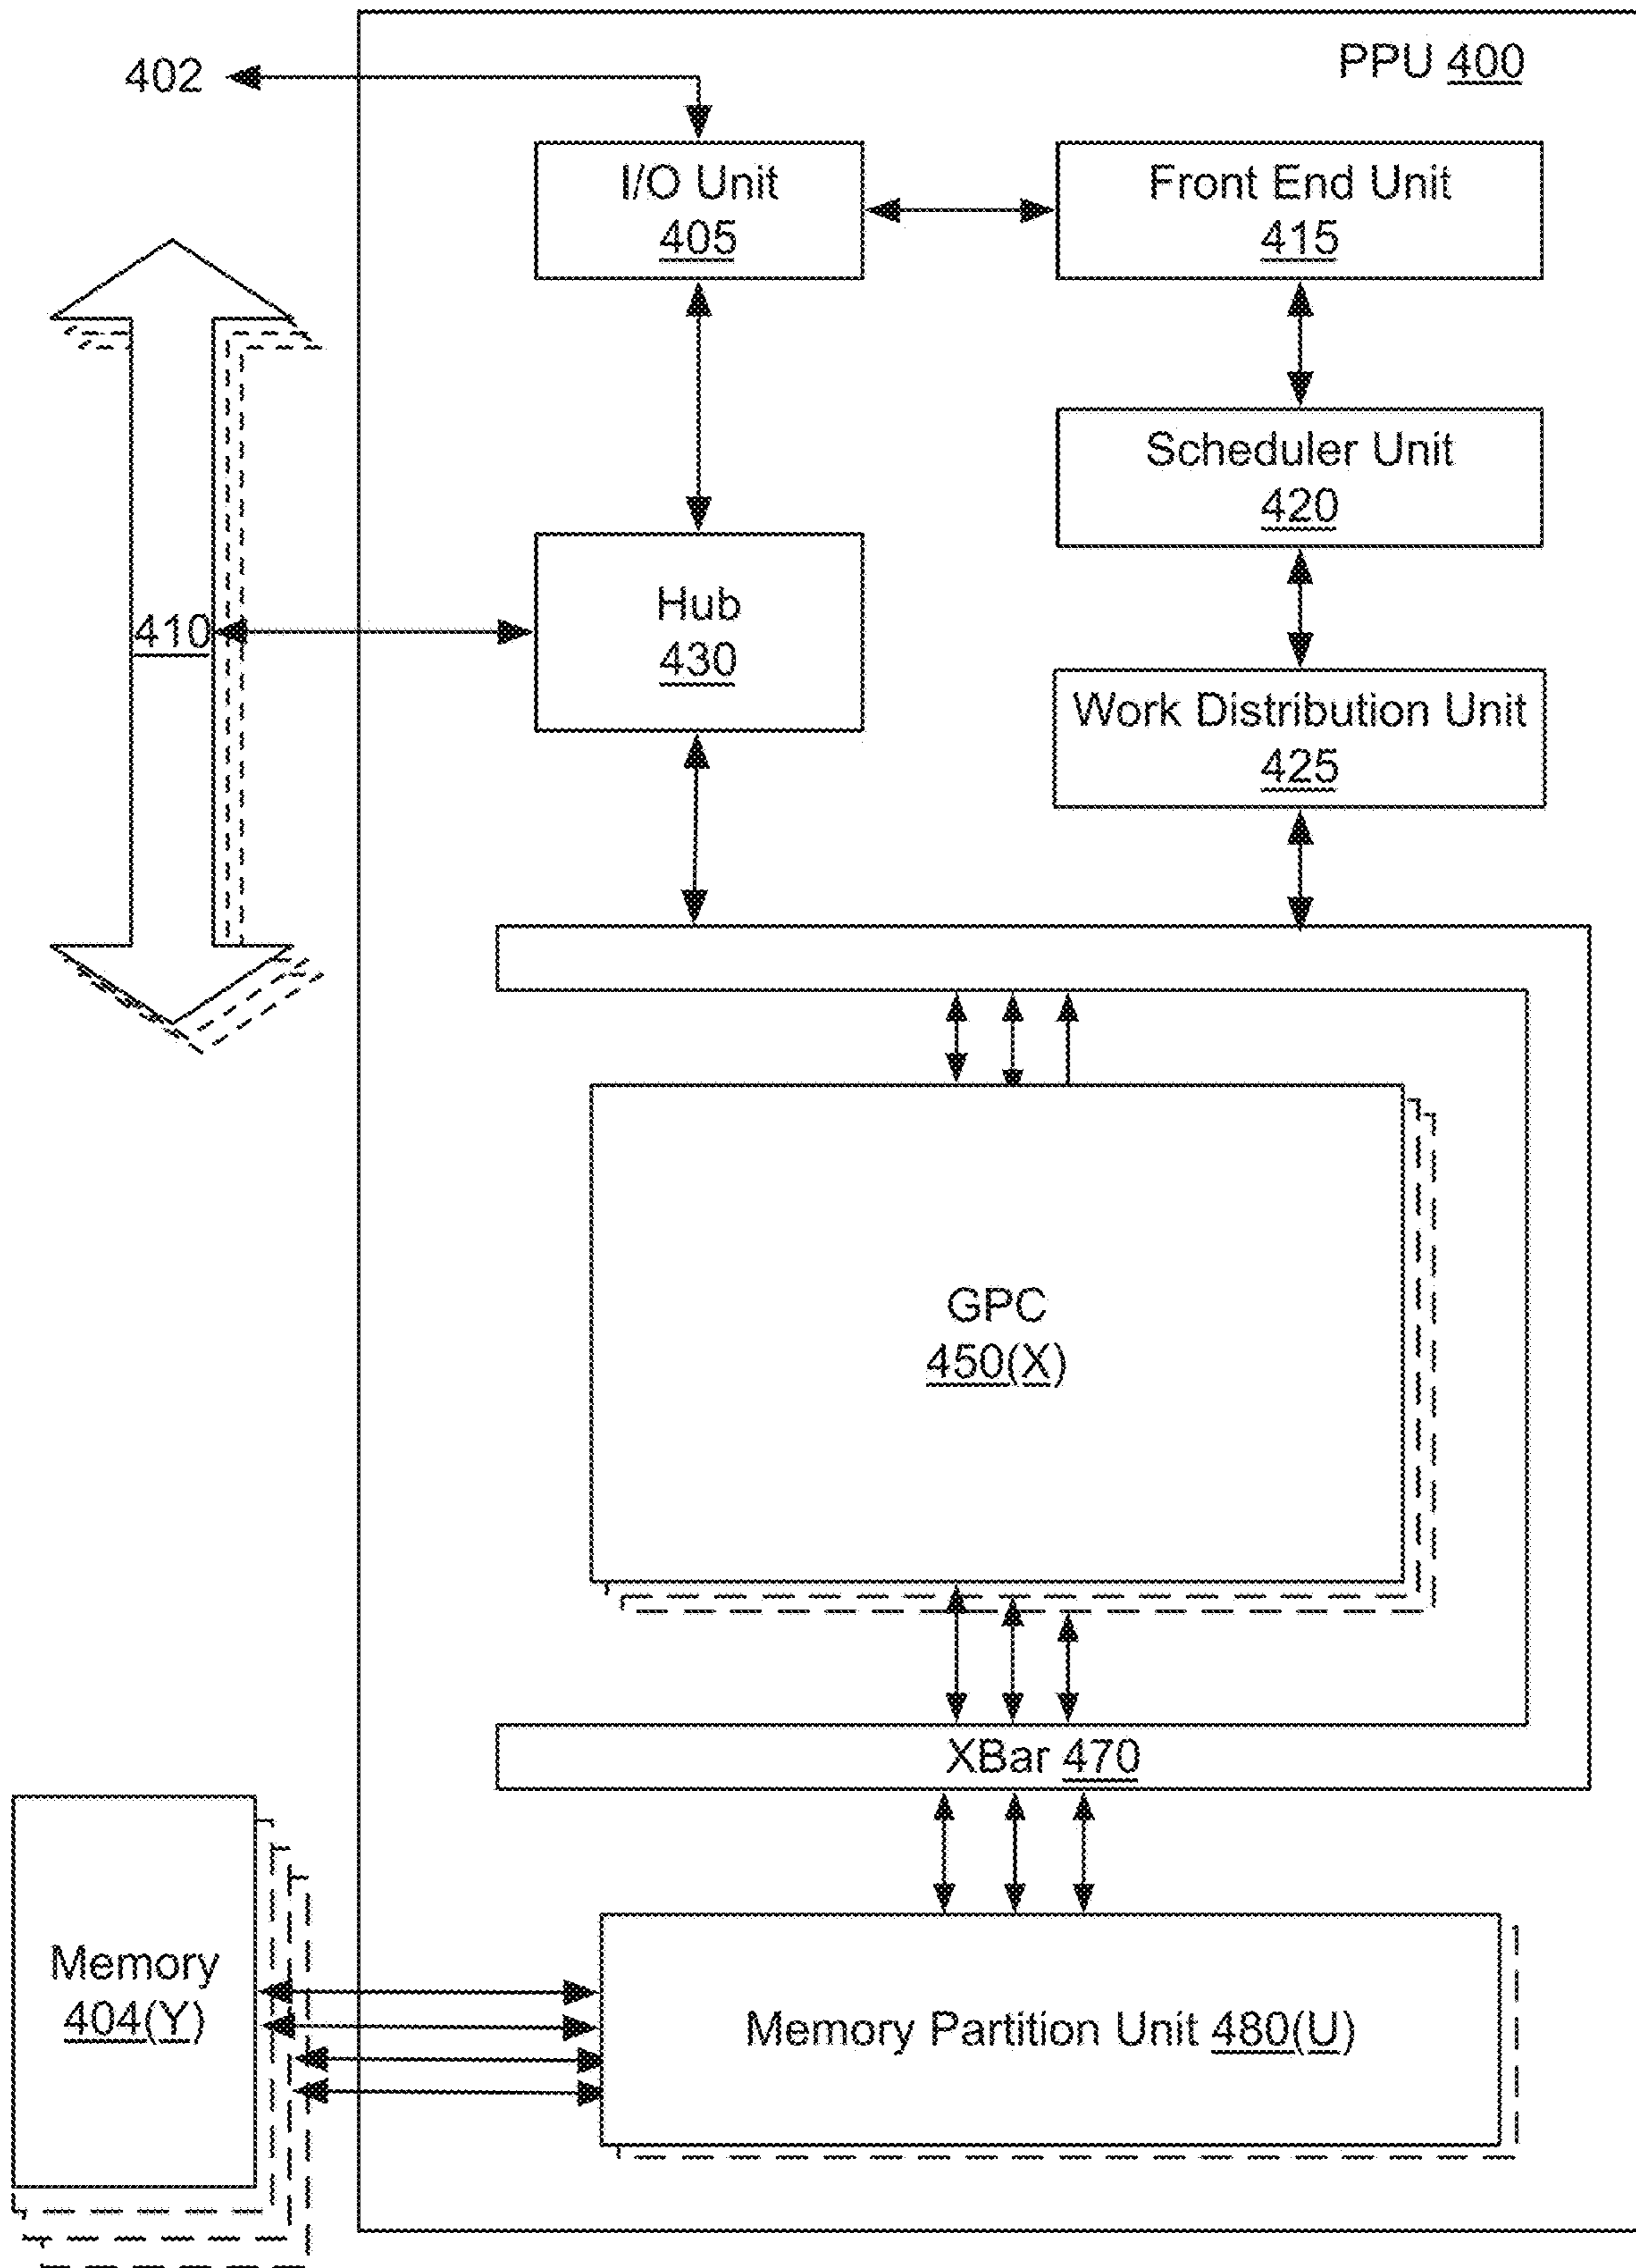 PPU 400
402
I/O Unit
405
Front End Unit
415
Scheduler Unit
420
410
Hub
430
Work Distribution Unit
425
GPC
450(X)
XBar 470
Memory
404(Y)
Memory Partition Unit 480(U)